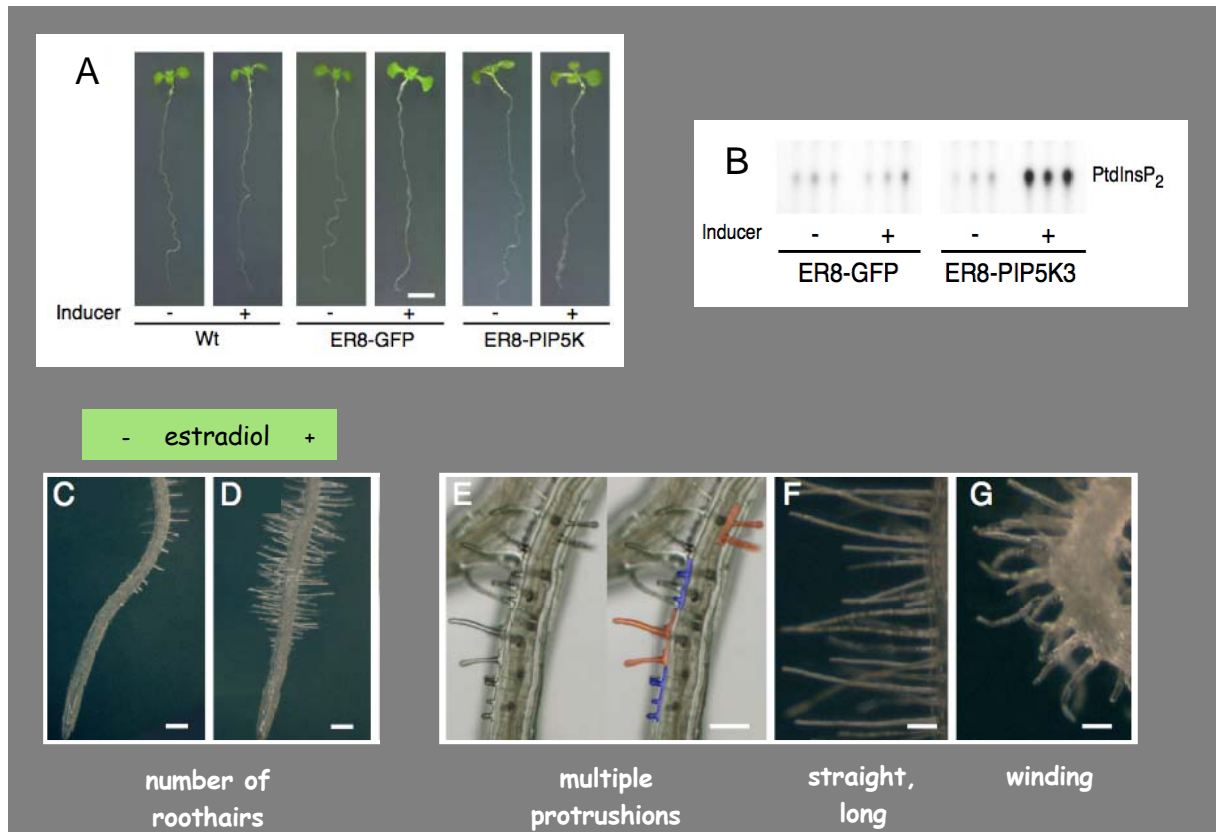 A
Inducer - + - + - +
Wt ER8-GFP ER8-PIP5K
B
PtdInsP2
Inducer - + - +
ER8-GFP ER8-PIP5K3
- estradiol +
C D E F G
number of
roothairs
multiple
protrushions
straight,
long
winding